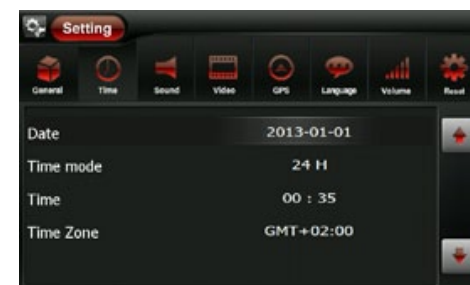 Setting
General Time Sound Video GPS Language Volume Reset
Date 2013-01-01
Time mode 24 H
Time 00 : 35
Time Zone GMT+02:00